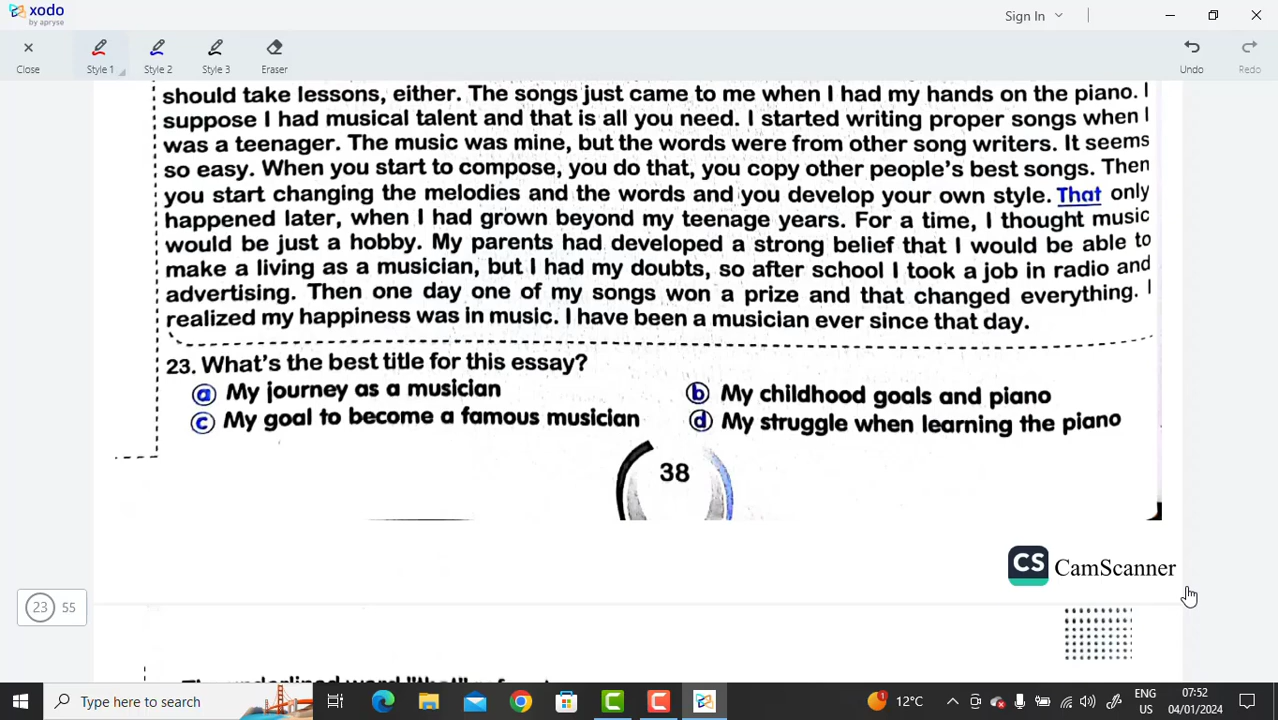 xodo
by apryse
Sign In
Close
Style 1
Style 2
Style 3
Eraser
Undo
Redo
should take lessons, either. The songs just came to me when I had my hands on the piano. I
suppose I had musical talent and that is all you need. I started writing proper songs when I
was a teenager. The music was mine, but the words were from other song writers. It seems
so easy. When you start to compose, you do that, you copy other people's best songs. Then
you start changing the melodies and the words and you develop your own style. That only
happened later, when I had grown beyond my teenage years. For a time, I thought music
would be just a hobby. My parents had developed a strong belief that I would be able to
make a living as a musician, but I had my doubts, so after school I took a job in radio and
advertising. Then one day one of my songs won a prize and that changed everything. I
realized my happiness was in music. I have been a musician ever since that day.
23. What's the best title for this essay?
a My journey as a musician
b My childhood goals and piano
c My goal to become a famous musician
d My struggle when learning the piano
38
CS CamScanner
23 55
Type here to search
1
12°C
ENG
US
07:52
04/01/2024